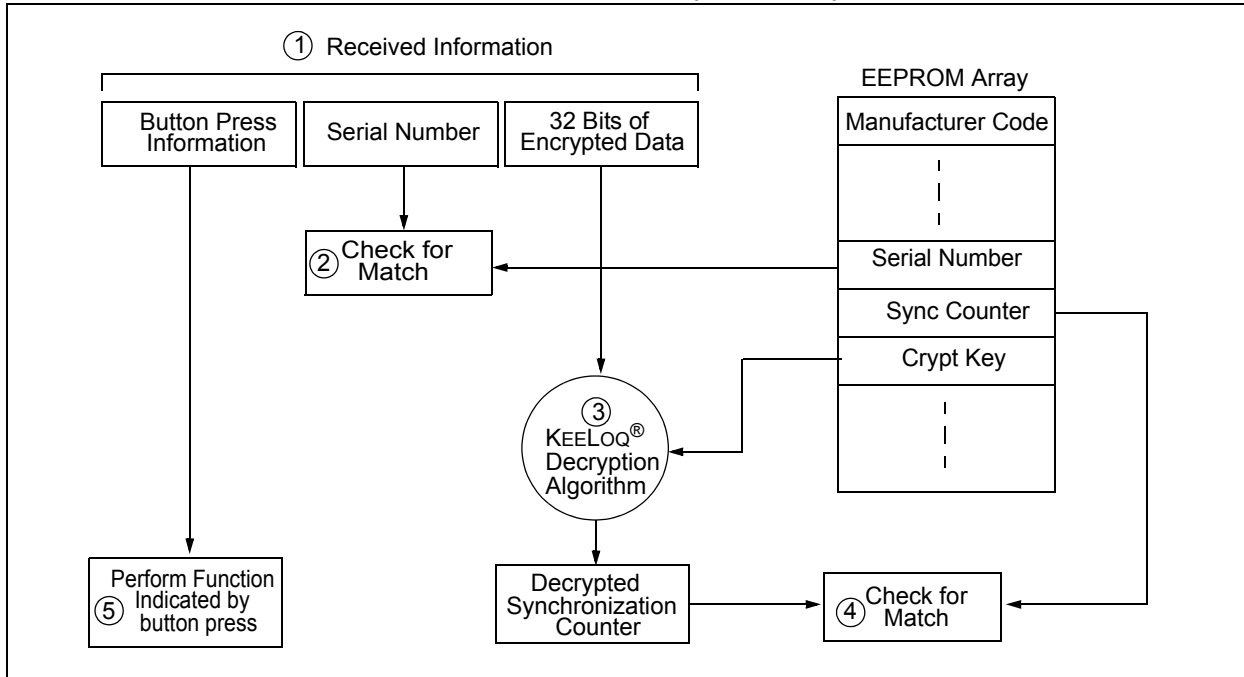 ① Received Information
EEPROM Array
Button Press
Information
Serial Number
32 Bits of
Encrypted Data
Manufacturer Code
② Check for
Match
Serial Number
Sync Counter
Crypt Key
③
KEELOQ®
Decryption
Algorithm
Perform Function
⑤ Indicated by
button press
Decrypted
Synchronization
Counter
④ Check for
Match